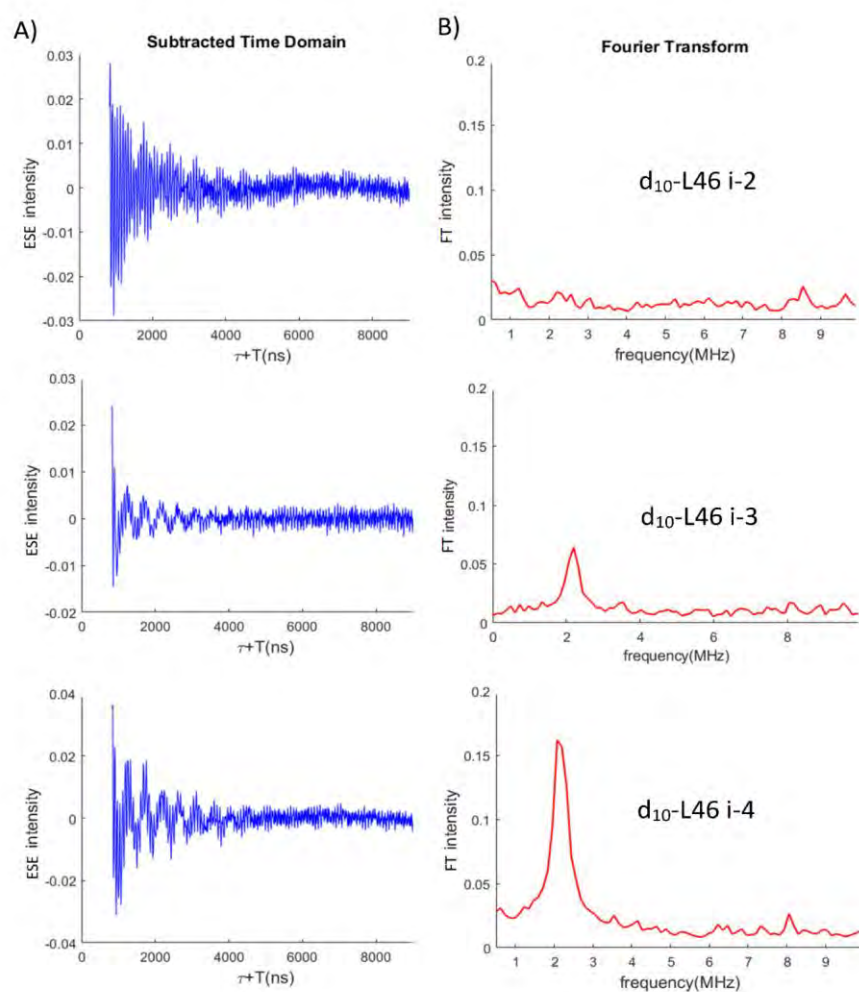 A)
Subtracted Time Domain
0.03
0.02
0.01
0
-0.01
-0.02
-0.03
ESE intensity
0 2000 4000 6000 8000
τ+T(ns)
B)
Fourier Transform
0.2
0.15
0.1
0.05
0
FT intensity
d10-L46 i-2
1 2 3 4 5 6 7 8 9
frequency(MHz)
0.03
0.02
0.01
0
-0.01
-0.02
ESE intensity
0 2000 4000 6000 8000
τ+T(ns)
0.2
0.15
0.1
0.05
0
FT intensity
d10-L46 i-3
0 2 4 6 8
frequency(MHz)
0.04
0.02
0
-0.02
-0.04
ESE intensity
0 2000 4000 6000 8000
τ+T(ns)
0.2
0.15
0.1
0.05
0
FT intensity
d10-L46 i-4
1 2 3 4 5 6 7 8 9
frequency(MHz)